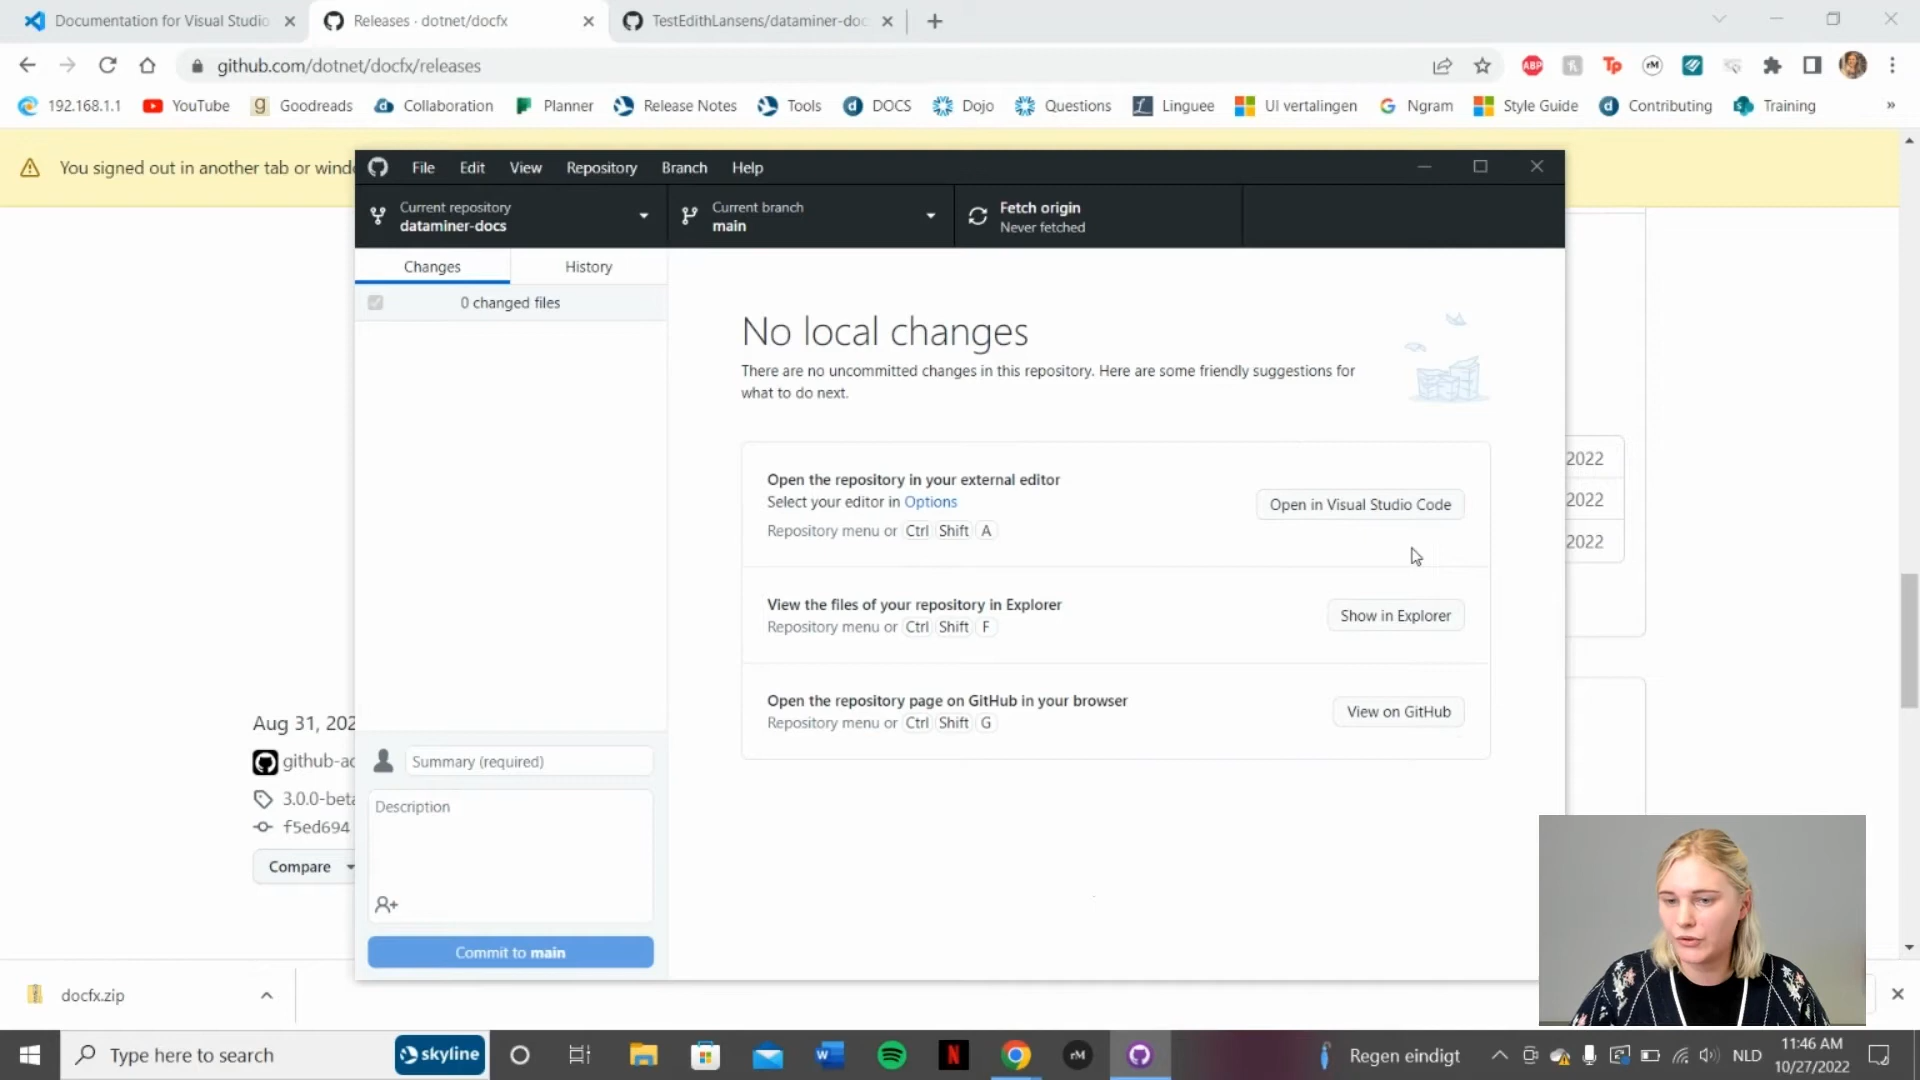 Documentation for Visual Studio
Releases · dotnet/docfx
TestEdithLansens/dataminer-doc
github.com/dotnet/docfx/releases
ABP
Tp
rM
192.168.1.1
YouTube
g
Goodreads
Collaboration
Planner
Release Notes
Tools
DOCS
Dojo
Questions
Linguee
UI vertalingen
Ngram
Style Guide
Contributing
Training
»
You signed out in another tab or wind
File
Edit
View
Repository
Branch
Help
Current repository
dataminer-docs
Current branch
main
Fetch origin
Never fetched
Changes
History
0 changed files
No local changes
There are no uncommitted changes in this repository. Here are some friendly suggestions for
what to do next.
Open the repository in your external editor
Select your editor in Options
Repository menu or Ctrl Shift A
Open in Visual Studio Code
View the files of your repository in Explorer
Repository menu or Ctrl Shift F
Show in Explorer
Open the repository page on GitHub in your browser
Repository menu or Ctrl Shift G
View on GitHub
2022
2022
2022
Aug 31, 202
github-ac
3.0.0-beta
f5ed694
Compare
Summary (required)
Description
Commit to main
docfx.zip
Type here to search
skyline
rM
Regen eindigt
NLD
11:46 AM
10/27/2022